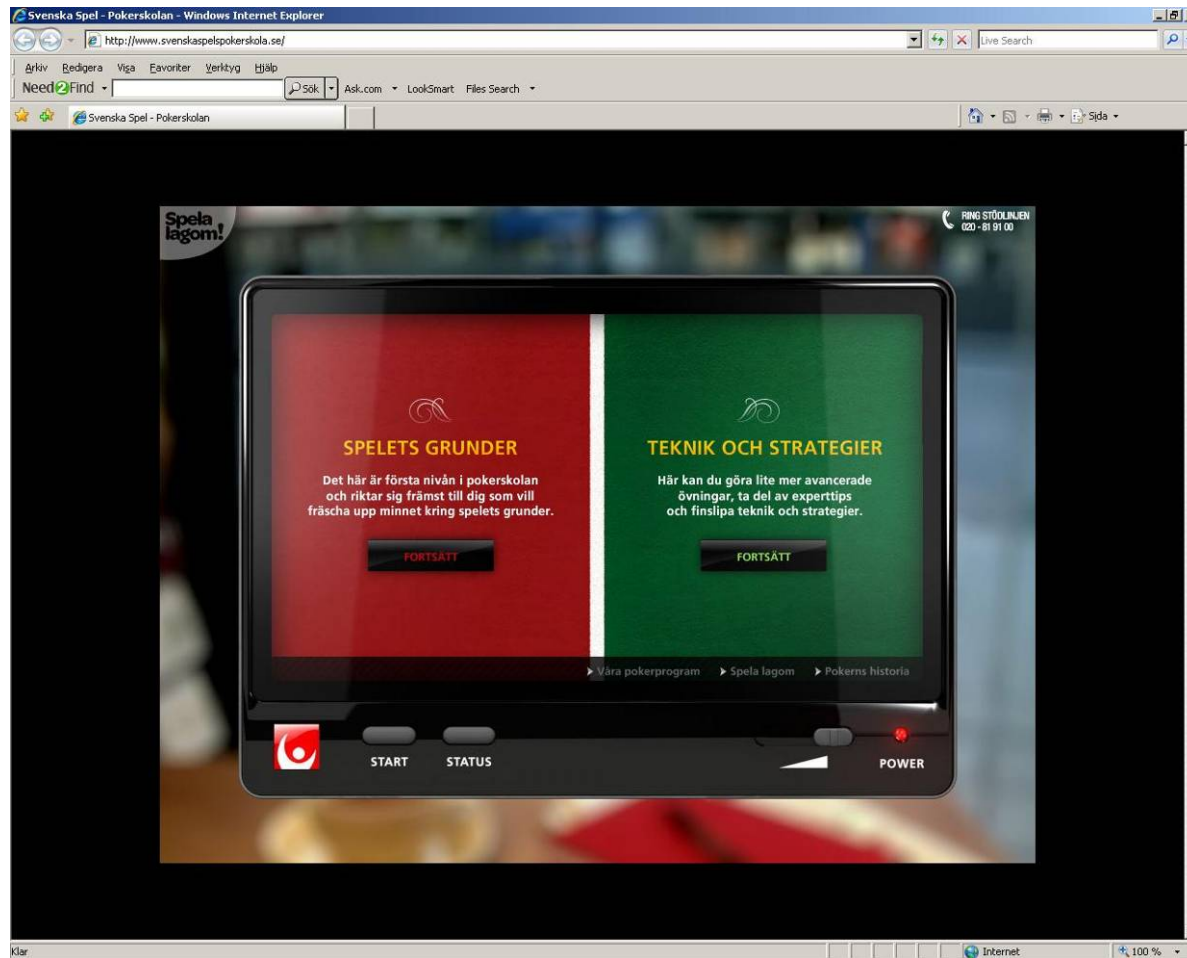 Svenska Spel - Pokerskolan - Windows Internet Explorer
http://www.svenskaspelspokerskola.se/
Live Search
Arkiv Redigera Visa Favoriter Verktyg Hjälp
Need2Find Sök Ask.com LookSmart Files Search
Svenska Spel - Pokerskolan
Sida
Spela
lagom!
RING STÖDLINJEN
020 - 81 91 00
SPELETS GRUNDER
Det här är första nivån i pokerskolan
och riktar sig främst till dig som vill
fräscha upp minnet kring spelets grunder.
FORTSÄTT
TEKNIK OCH STRATEGIER
Här kan du göra lite mer avancerade
övningar, ta del av experttips
och finslipa teknik och strategier.
FORTSÄTT
Våra pokerprogram Spela lagom Pokerns historia
START STATUS
POWER
Klar Internet 100 %